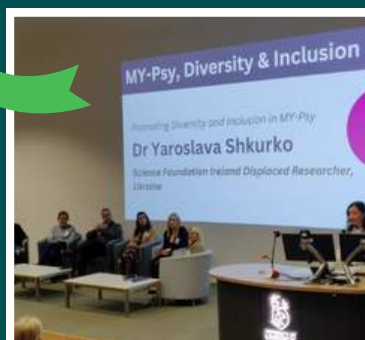 MY-Psy, Diversity & Inclusion
Promoting Diversity and Inclusion in MY-Psy
Dr Yaroslava Shkurko
Science Foundation Ireland Displaced Researcher,
Ukraine